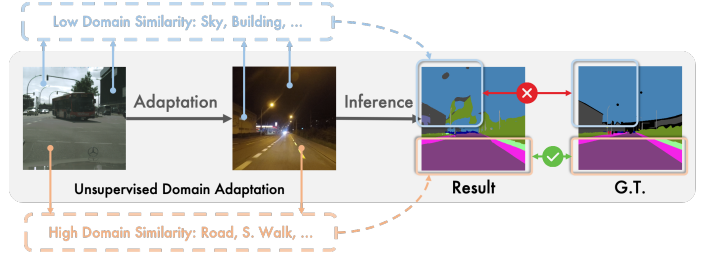 Low Domain Similarity: Sky, Building, ...
Adaptation
Inference
Unsupervised Domain Adaptation
Result
G.T.
High Domain Similarity: Road, S. Walk, ...